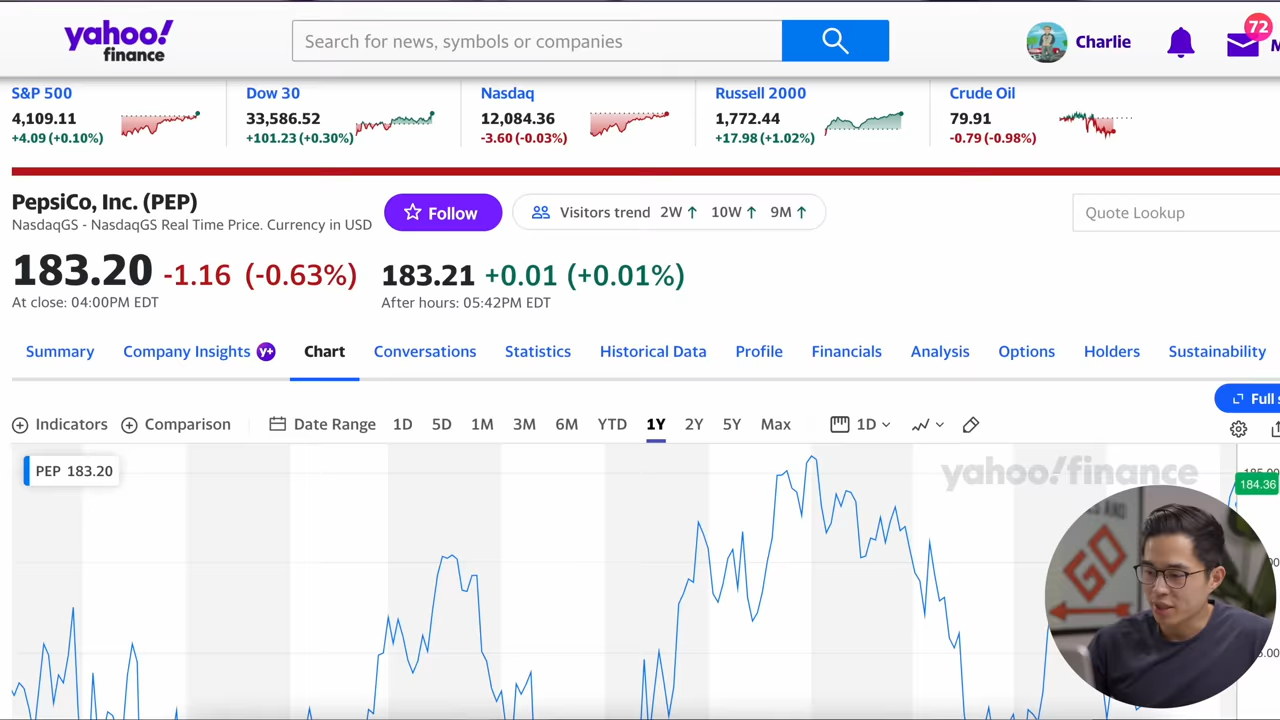 yahoo!
finance
Search for news, symbols or companies
Charlie
72
S&P 500
4,109.11
+4.09 (+0.10%)
Dow 30
33,586.52
+101.23 (+0.30%)
Nasdaq
12,084.36
-3.60 (-0.03%)
Russell 2000
1,772.44
+17.98 (+1.02%)
Crude Oil
79.91
-0.79 (-0.98%)
PepsiCo, Inc. (PEP)
NasdaqGS - NasdaqGS Real Time Price. Currency in USD
Follow
Visitors trend 2W ↑ 10W ↑ 9M ↑
Quote Lookup
183.20 -1.16 (-0.63%)
At close: 04:00PM EDT
183.21 +0.01 (+0.01%)
After hours: 05:42PM EDT
Summary Company Insights y+ Chart Conversations Statistics Historical Data Profile Financials Analysis Options Holders Sustainability
Full
Indicators Comparison Date Range 1D 5D 1M 3M 6M YTD 1Y 2Y 5Y Max 1D
PEP 183.20
yahoo!finance
184.36
GO